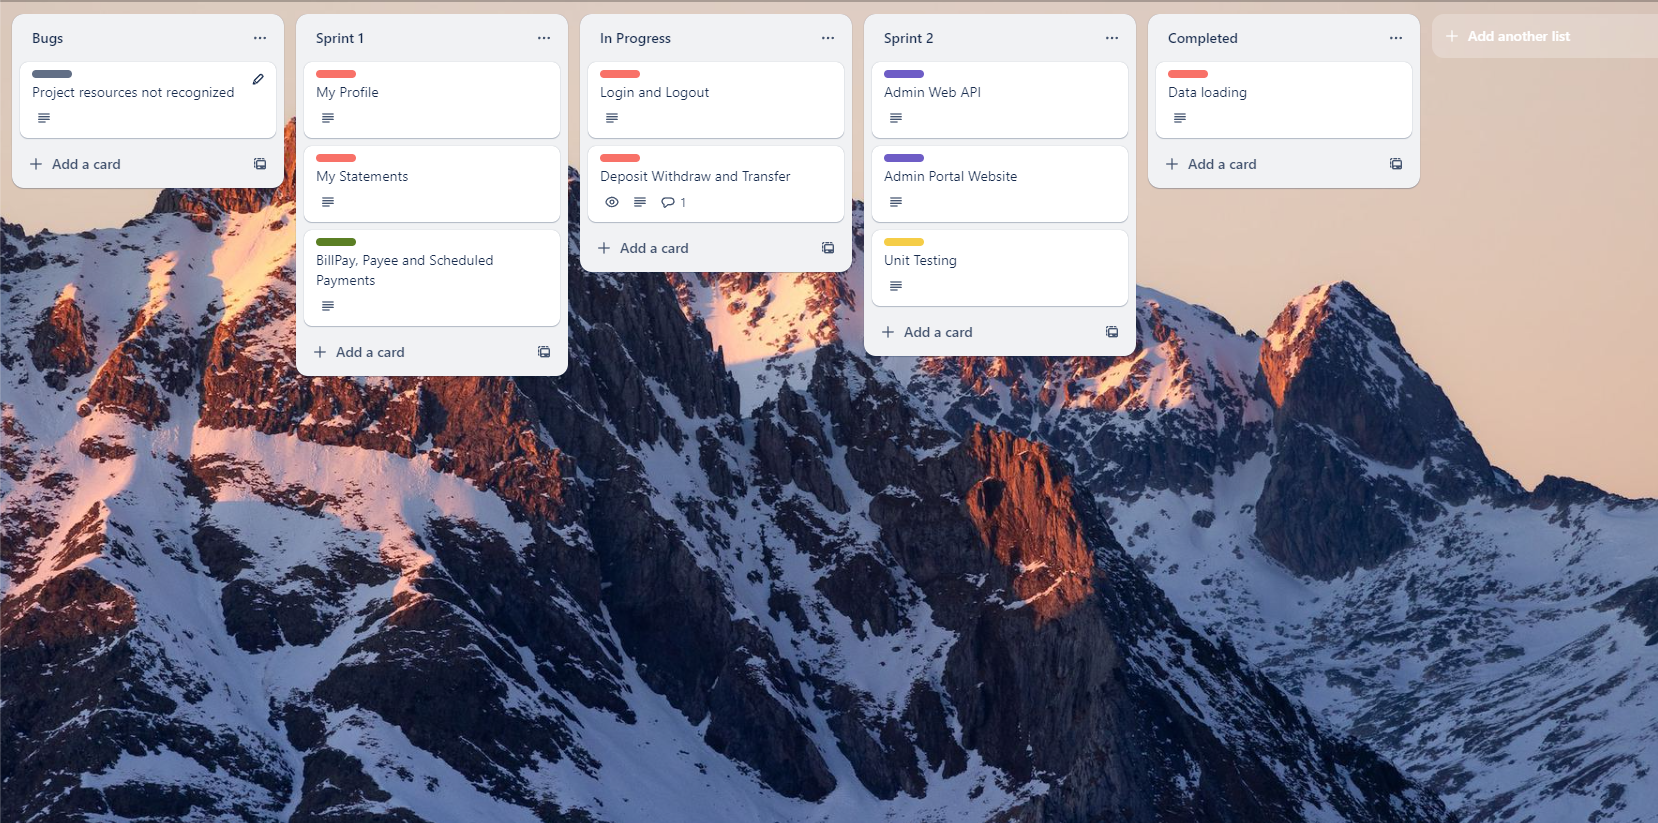 Bugs
Project resources not recognized
Add a card
Sprint 1
My Profile
My Statements
BillPay, Payee and Scheduled
Payments
Add a card
In Progress
Login and Logout
Deposit Withdraw and Transfer
1
Add a card
Sprint 2
Admin Web API
Admin Portal Website
Unit Testing
Add a card
Completed
Data loading
Add a card
Add another list